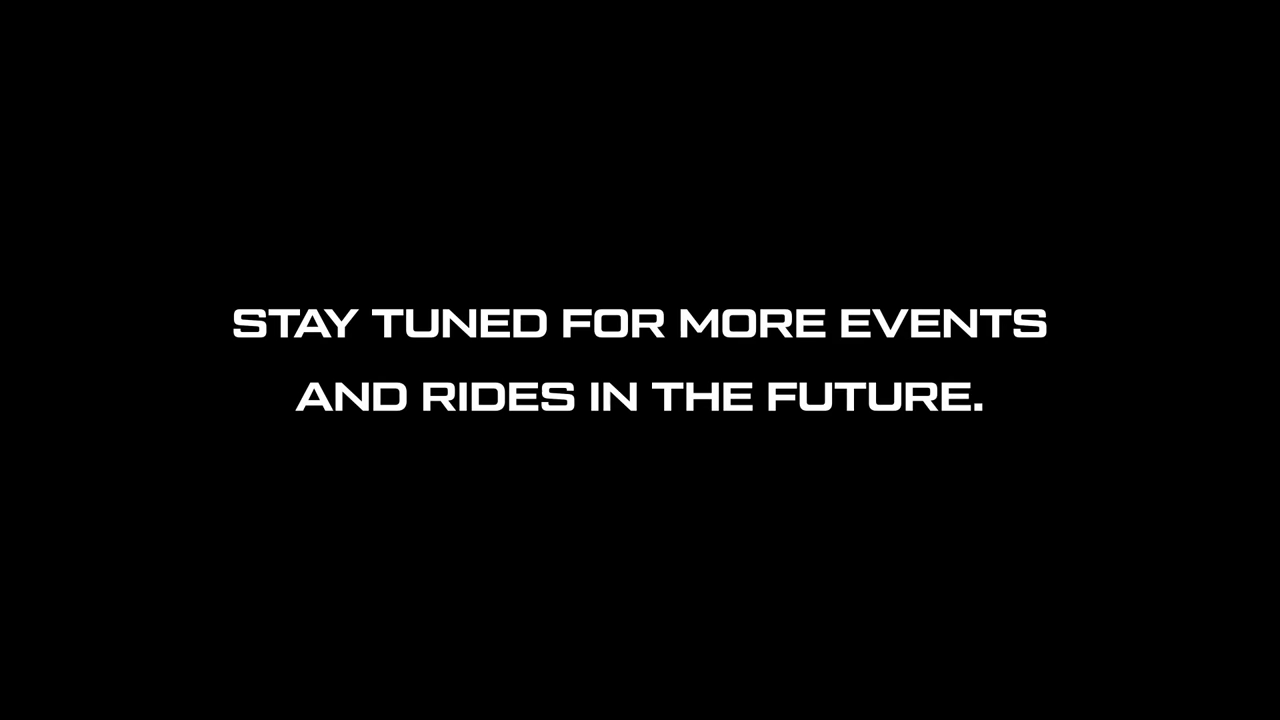 STAY TUNED FOR MORE EVENTS
AND RIDES IN THE FUTURE.